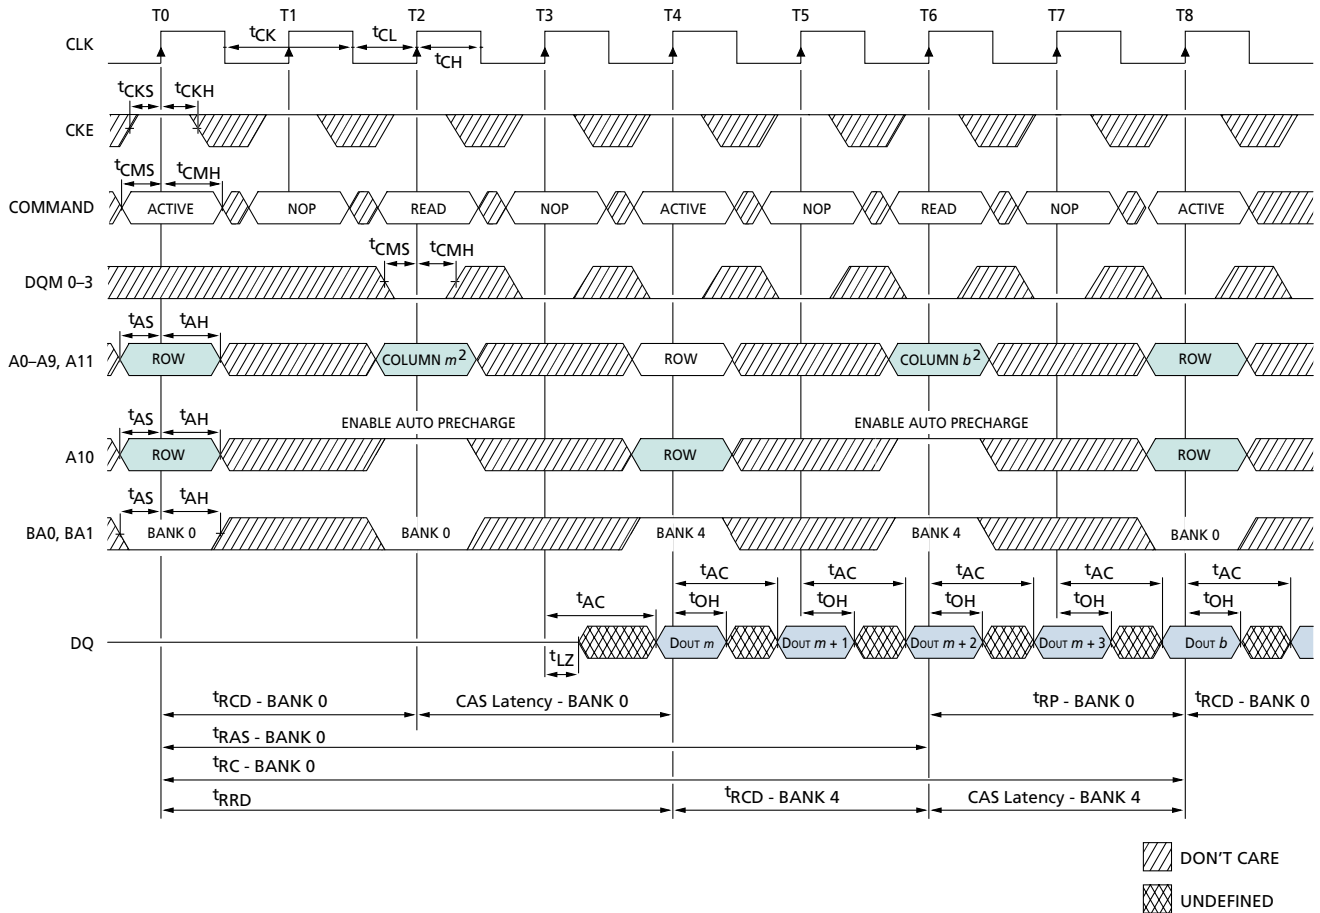 T0 T1 T2 T3 T4 T5 T6 T7 T8
CLK
tCK tCL
tCH
tCKS tCKH
CKE
tCMS tCMH
COMMAND ACTIVE NOP READ NOP ACTIVE NOP READ NOP ACTIVE
tCMS tCMH
DQM 0–3
tAS tAH
A0–A9, A11 ROW COLUMN m2 ROW COLUMN b2 ROW
tAS tAH
ENABLE AUTO PRECHARGE ENABLE AUTO PRECHARGE
A10 ROW ROW ROW
tAS tAH
BA0, BA1 BANK 0 BANK 0 BANK 4 BANK 4 BANK 0
tAC tAC tAC tAC tAC
tAC tOH tOH tOH tOH tOH
DQ DOUT m DOUT m + 1 DOUT m + 2 DOUT m + 3 DOUT b
tLZ
tRCD - BANK 0 CAS Latency - BANK 0 tRP - BANK 0 tRCD - BANK 0
tRAS - BANK 0
tRC - BANK 0
tRRD tRCD - BANK 4 CAS Latency - BANK 4
DON'T CARE
UNDEFINED